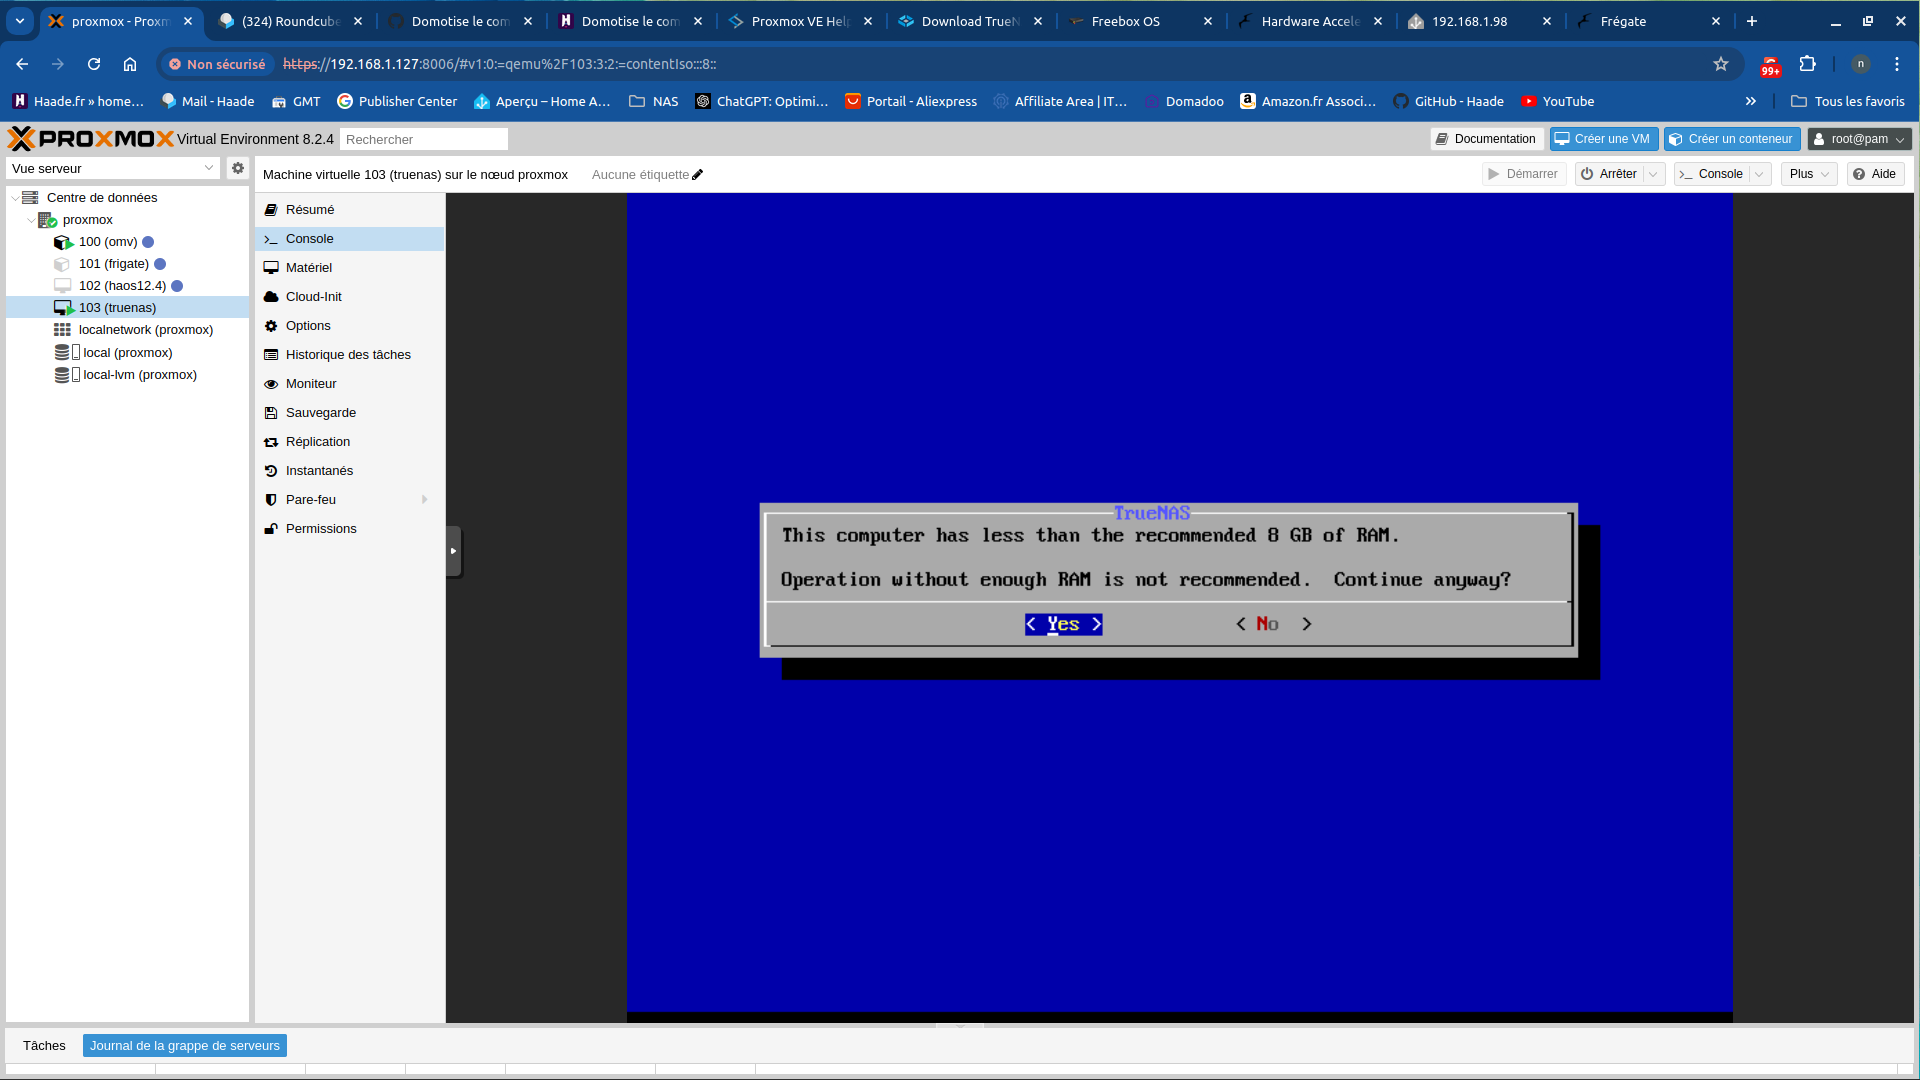 proxmox - Proxm
(324) Roundcube
Domotise le com
Domotise le com
Proxmox VE Hel
Download TrueN
Freebox OS
Hardware Accele
192.168.1.98
Frégate
Non sécurisé
https://192.168.1.127:8006/#v1:0:=qemu%2F103:3:2:=contentIso:::8::
99+
n
Haade.fr » home…
Mail - Haade
GMT
Publisher Center
Aperçu – Home A…
NAS
ChatGPT: Optimi…
Portail - Aliexpress
Affiliate Area | IT…
Domadoo
Amazon.fr Associ…
GitHub - Haade
YouTube
Tous les favoris
PROXMOX Virtual Environment 8.2.4
Rechercher
Documentation
Créer une VM
Créer un conteneur
root@pam
Vue serveur
Machine virtuelle 103 (truenas) sur le nœud proxmox
Aucune étiquette
Démarrer
Arrêter
Console
Plus
Aide
Centre de données
proxmox
100 (omv)
101 (frigate)
102 (haos12.4)
103 (truenas)
localnetwork (proxmox)
local (proxmox)
local-lvm (proxmox)
Résumé
Console
Matériel
Cloud-Init
Options
Historique des tâches
Moniteur
Sauvegarde
Réplication
Instantanés
Pare-feu
Permissions
TrueNAS
This computer has less than the recommended 8 GB of RAM.
Operation without enough RAM is not recommended.  Continue anyway?
< Yes >
< No >
Tâches
Journal de la grappe de serveurs